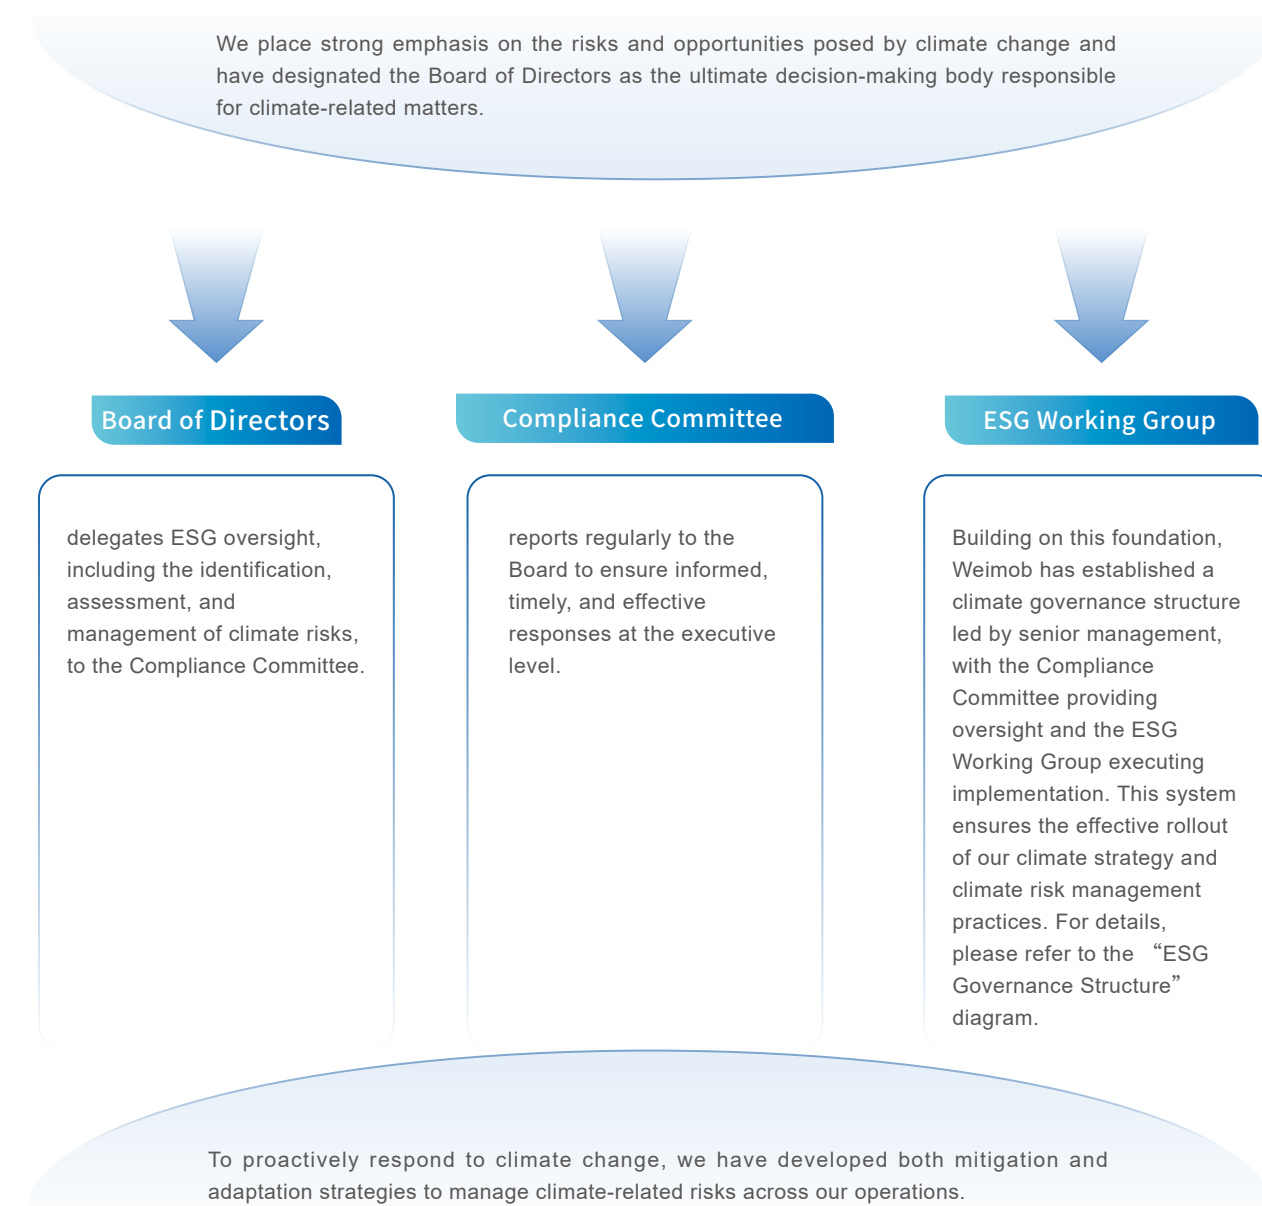 We place strong emphasis on the risks and opportunities posed by climate change and
have designated the Board of Directors as the ultimate decision-making body responsible
for climate-related matters.
Board of Directors
delegates ESG oversight,
including the identification,
assessment, and
management of climate risks,
to the Compliance Committee.
Compliance Committee
reports regularly to the
Board to ensure informed,
timely, and effective
responses at the executive
level.
ESG Working Group
Building on this foundation,
Weimob has established a
climate governance structure
led by senior management,
with the Compliance
Committee providing
oversight and the ESG
Working Group executing
implementation. This system
ensures the effective rollout
of our climate strategy and
climate risk management
practices. For details,
please refer to the “ESG
Governance Structure”
diagram.
To proactively respond to climate change, we have developed both mitigation and
adaptation strategies to manage climate-related risks across our operations.